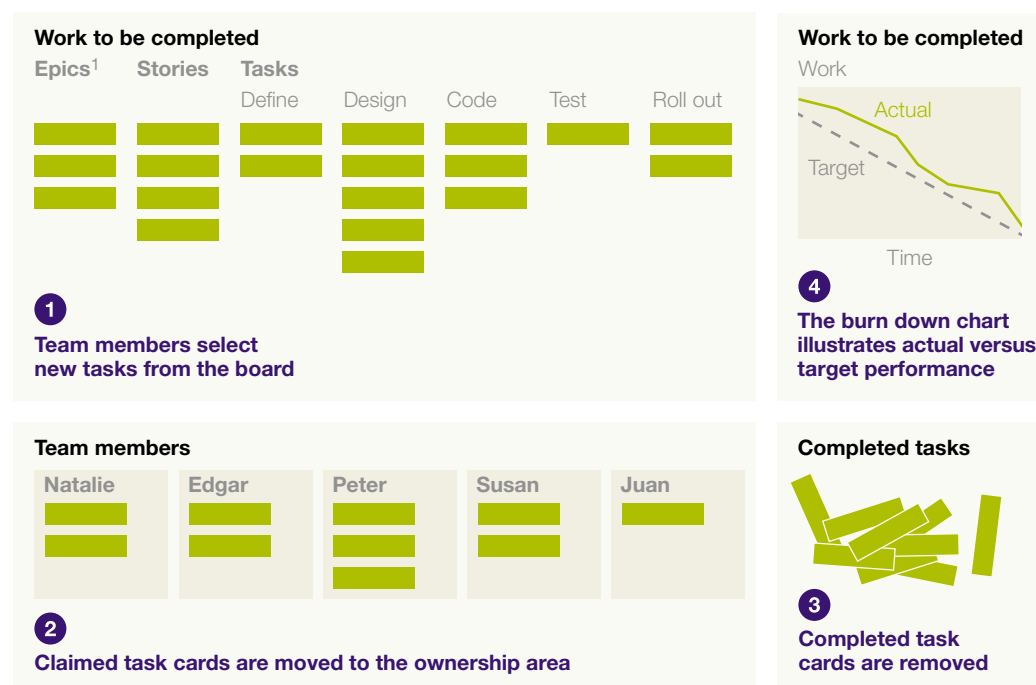 Work to be completed
Epics1 Stories Tasks
Define Design Code Test Roll out
1
Team members select
new tasks from the board
Team members
Natalie Edgar Peter Susan Juan
2
Claimed task cards are moved to the ownership area
Completed tasks
3
Completed task
cards are removed
Work to be completed
Work
Actual
Target
Time
4
The burn down chart
illustrates actual versus
target performance